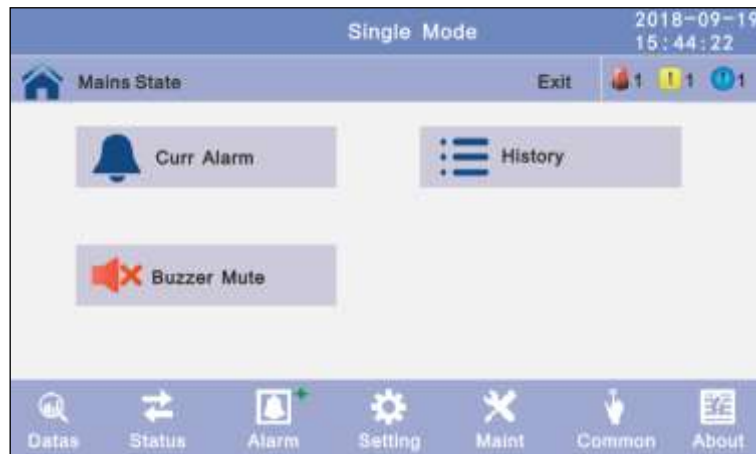 Single Mode
2018-09-19
15:44:22
Mains State
Exit
1
! 1
1
Curr Alarm
History
Buzzer Mute
Datas
Status
Alarm
Setting
Maint
Common
About